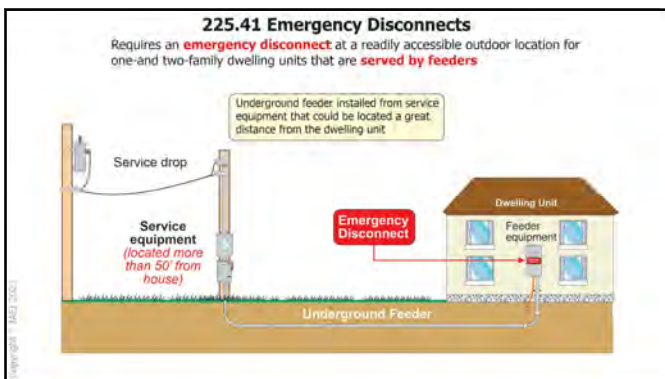 225.41 Emergency Disconnects
Requires an emergency disconnect at a readily accessible outdoor location for
one-and two-family dwelling units that are served by feeders
Underground feeder installed from service
equipment that could be located a great
distance from the dwelling unit
Service drop
Service
equipment
(located more
than 50' from
house)
Emergency
Disconnect
Dwelling Unit
Feeder
equipment
Underground Feeder